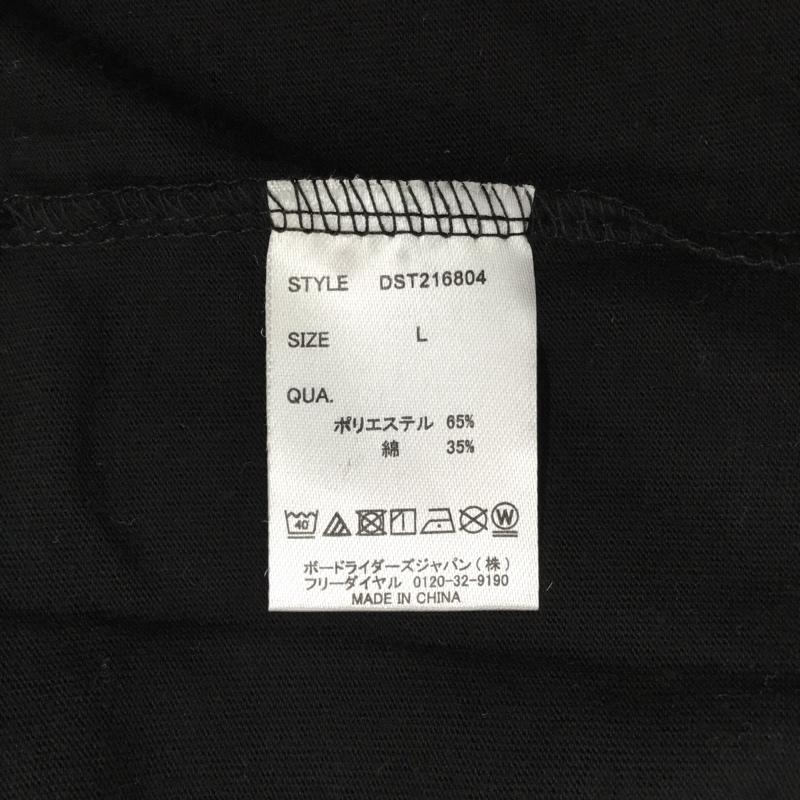 STYLE DST216804
SIZE L
QUA.
ポリエステル 65%
綿 35%
40 W
ボードライダーズジャパン(株)
フリーダイヤル 0120-32-9190
MADE IN CHINA